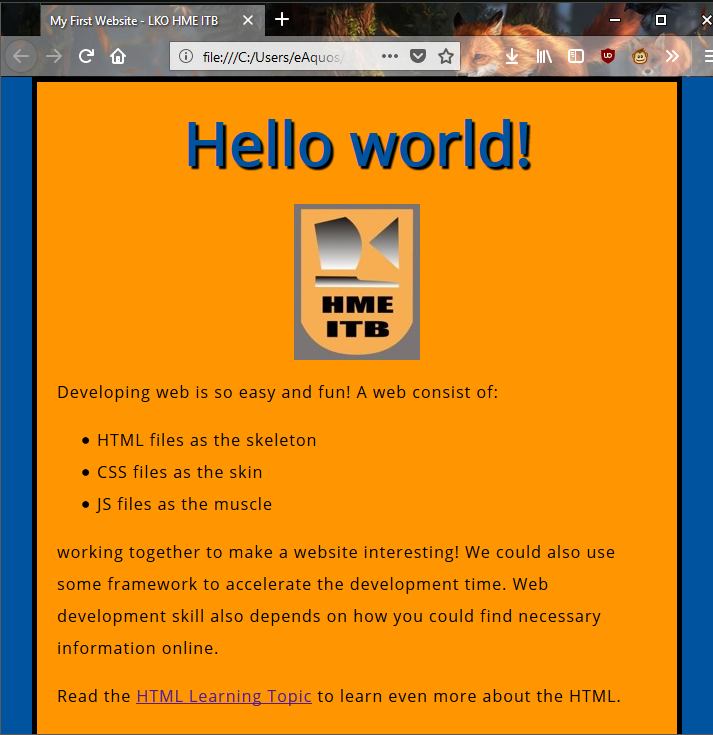 My First Website - LKO HME ITB
file:///C:/Users/eAquos/
Hello world!
HME
ITB
Developing web is so easy and fun! A web consist of:
• HTML files as the skeleton
• CSS files as the skin
• JS files as the muscle
working together to make a website interesting! We could also use
some framework to accelerate the development time. Web
development skill also depends on how you could find necessary
information online.
Read the HTML Learning Topic to learn even more about the HTML.